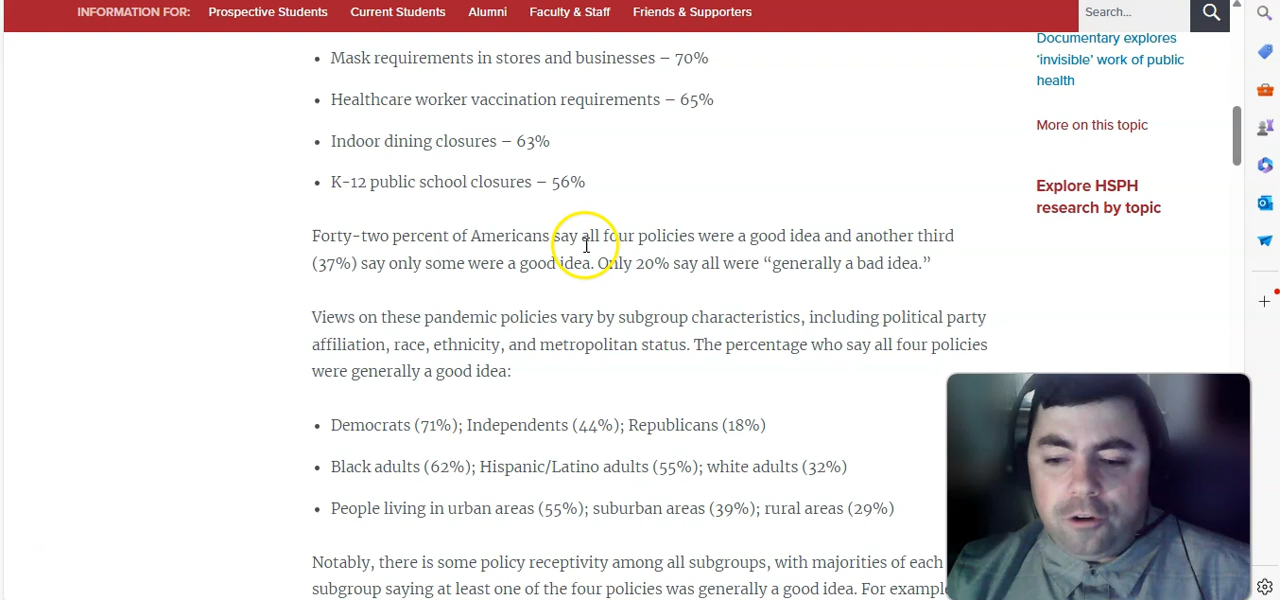 INFORMATION FOR: Prospective Students Current Students Alumni Faculty & Staff Friends & Supporters Search...
• Mask requirements in stores and businesses – 70%
• Healthcare worker vaccination requirements – 65%
• Indoor dining closures – 63%
• K-12 public school closures – 56%
Forty-two percent of Americans say all four policies were a good idea and another third
(37%) say only some were a good idea. Only 20% say all were “generally a bad idea.”
Views on these pandemic policies vary by subgroup characteristics, including political party
affiliation, race, ethnicity, and metropolitan status. The percentage who say all four policies
were generally a good idea:
• Democrats (71%); Independents (44%); Republicans (18%)
• Black adults (62%); Hispanic/Latino adults (55%); white adults (32%)
• People living in urban areas (55%); suburban areas (39%); rural areas (29%)
Notably, there is some policy receptivity among all subgroups, with majorities of each
subgroup saying at least one of the four policies was generally a good idea. For example
Documentary explores
‘invisible’ work of public
health
More on this topic
Explore HSPH
research by topic